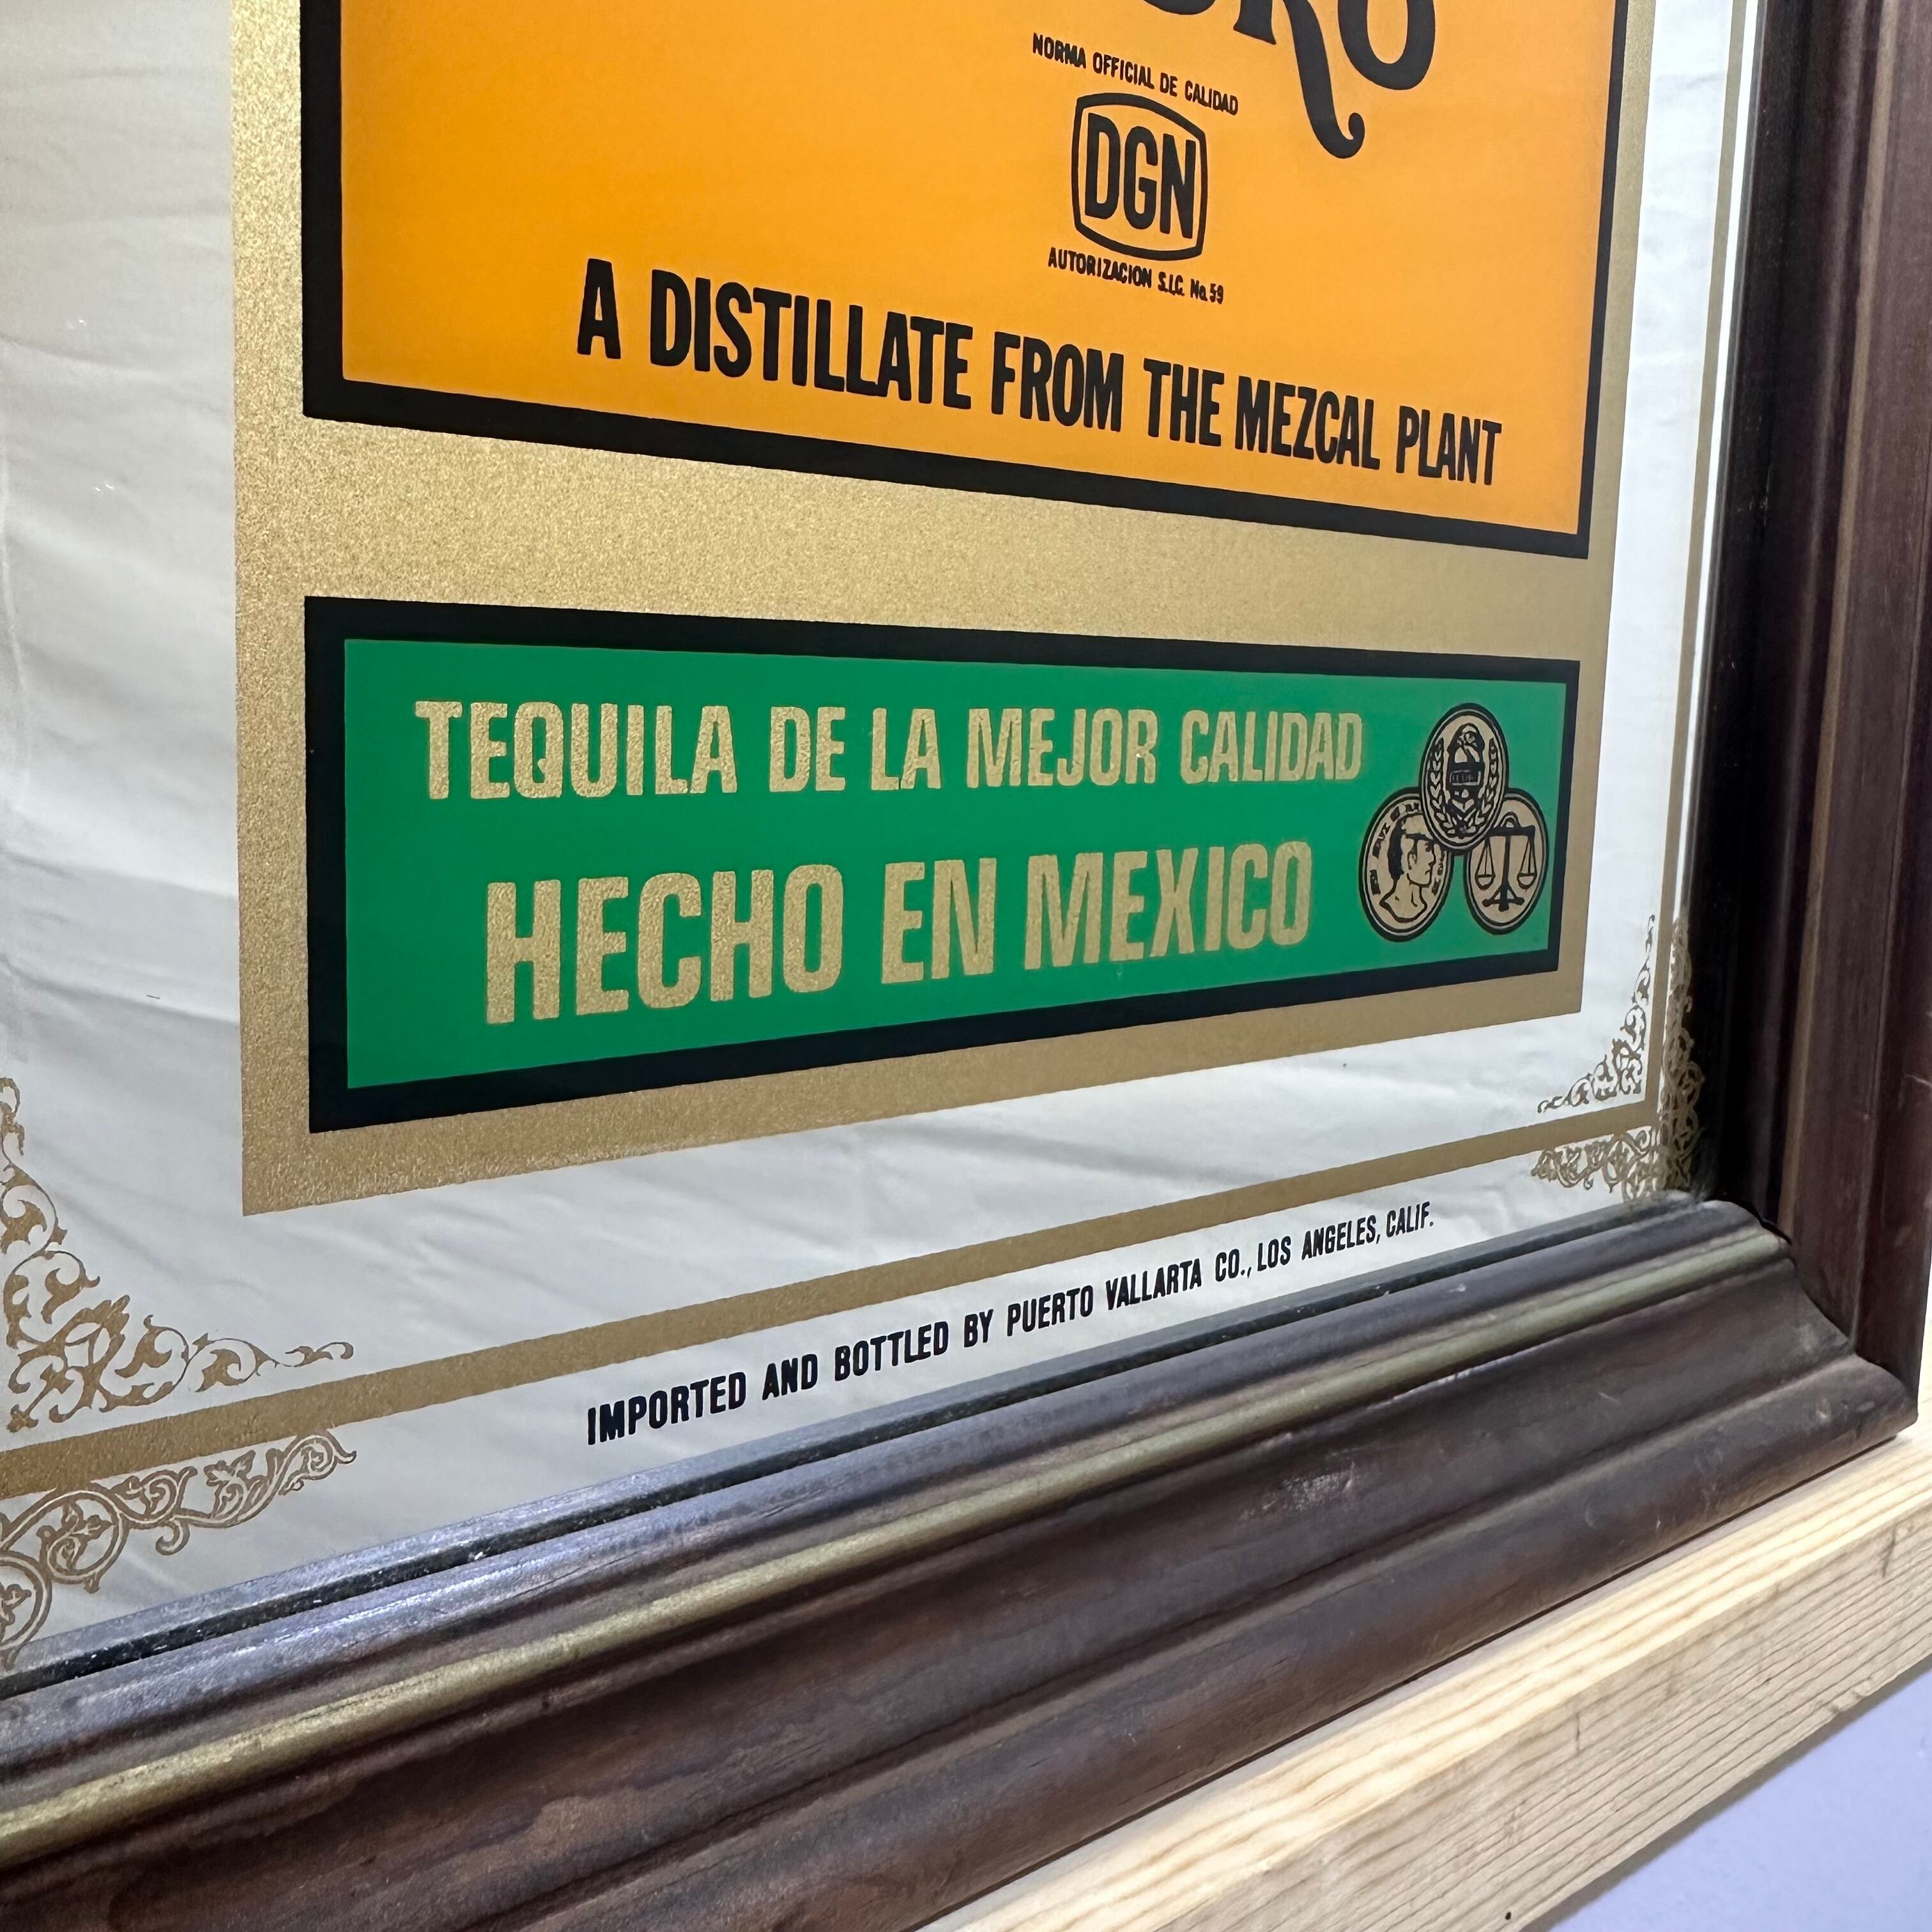 NORMA OFFICIAL DE CALIDAD
DGN
AUTORIZACION S.I.C. No. 59
A DISTILLATE FROM THE MEZCAL PLANT
TEQUILA DE LA MEJOR CALIDAD
HECHO EN MEXICO
IMPORTED AND BOTTLED BY PUERTO VALLARTA CO., LOS ANGELES, CALIF.